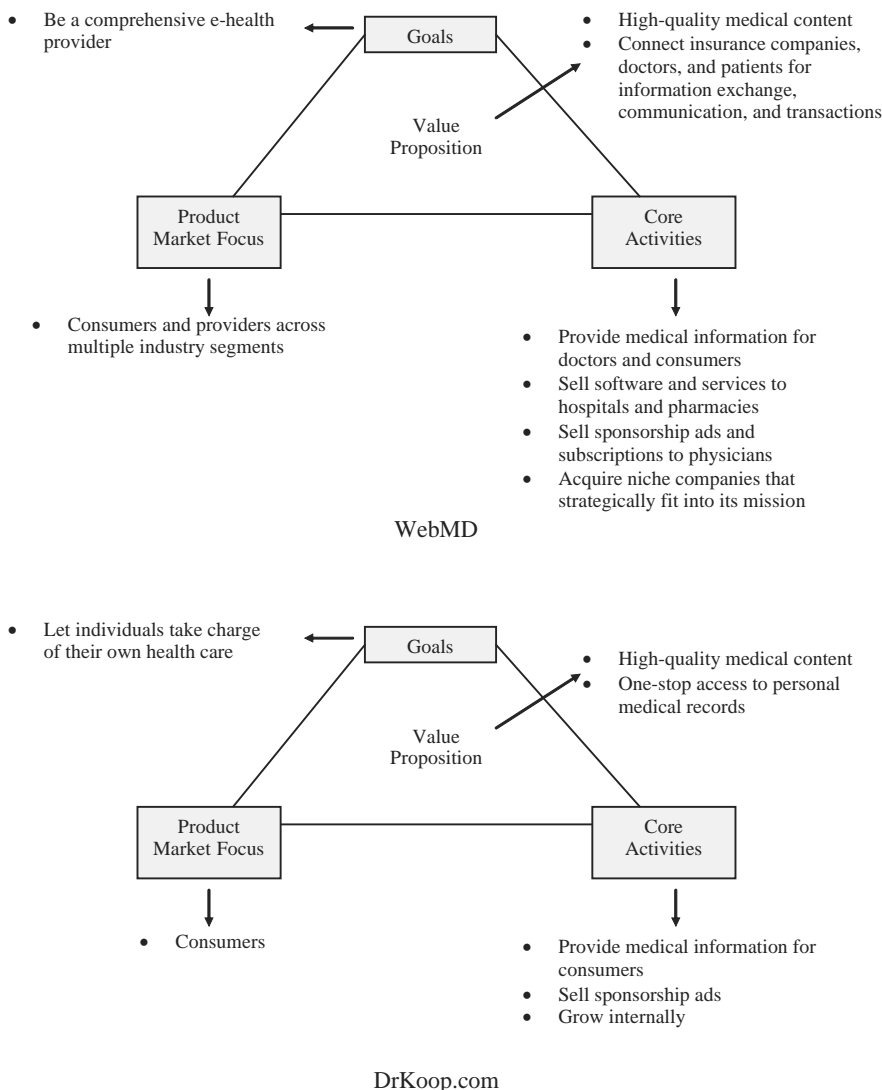 • Be a comprehensive e-health
provider
Goals
• High-quality medical content
• Connect insurance companies,
doctors, and patients for
information exchange,
communication, and transactions
Value
Proposition
Product
Market Focus
Core
Activities
• Consumers and providers across
multiple industry segments
• Provide medical information for
doctors and consumers
• Sell software and services to
hospitals and pharmacies
• Sell sponsorship ads and
subscriptions to physicians
• Acquire niche companies that
strategically fit into its mission
WebMD
• Let individuals take charge
of their own health care
Goals
• High-quality medical content
• One-stop access to personal
medical records
Value
Proposition
Product
Market Focus
Core
Activities
• Consumers
• Provide medical information for
consumers
• Sell sponsorship ads
• Grow internally
DrKoop.com